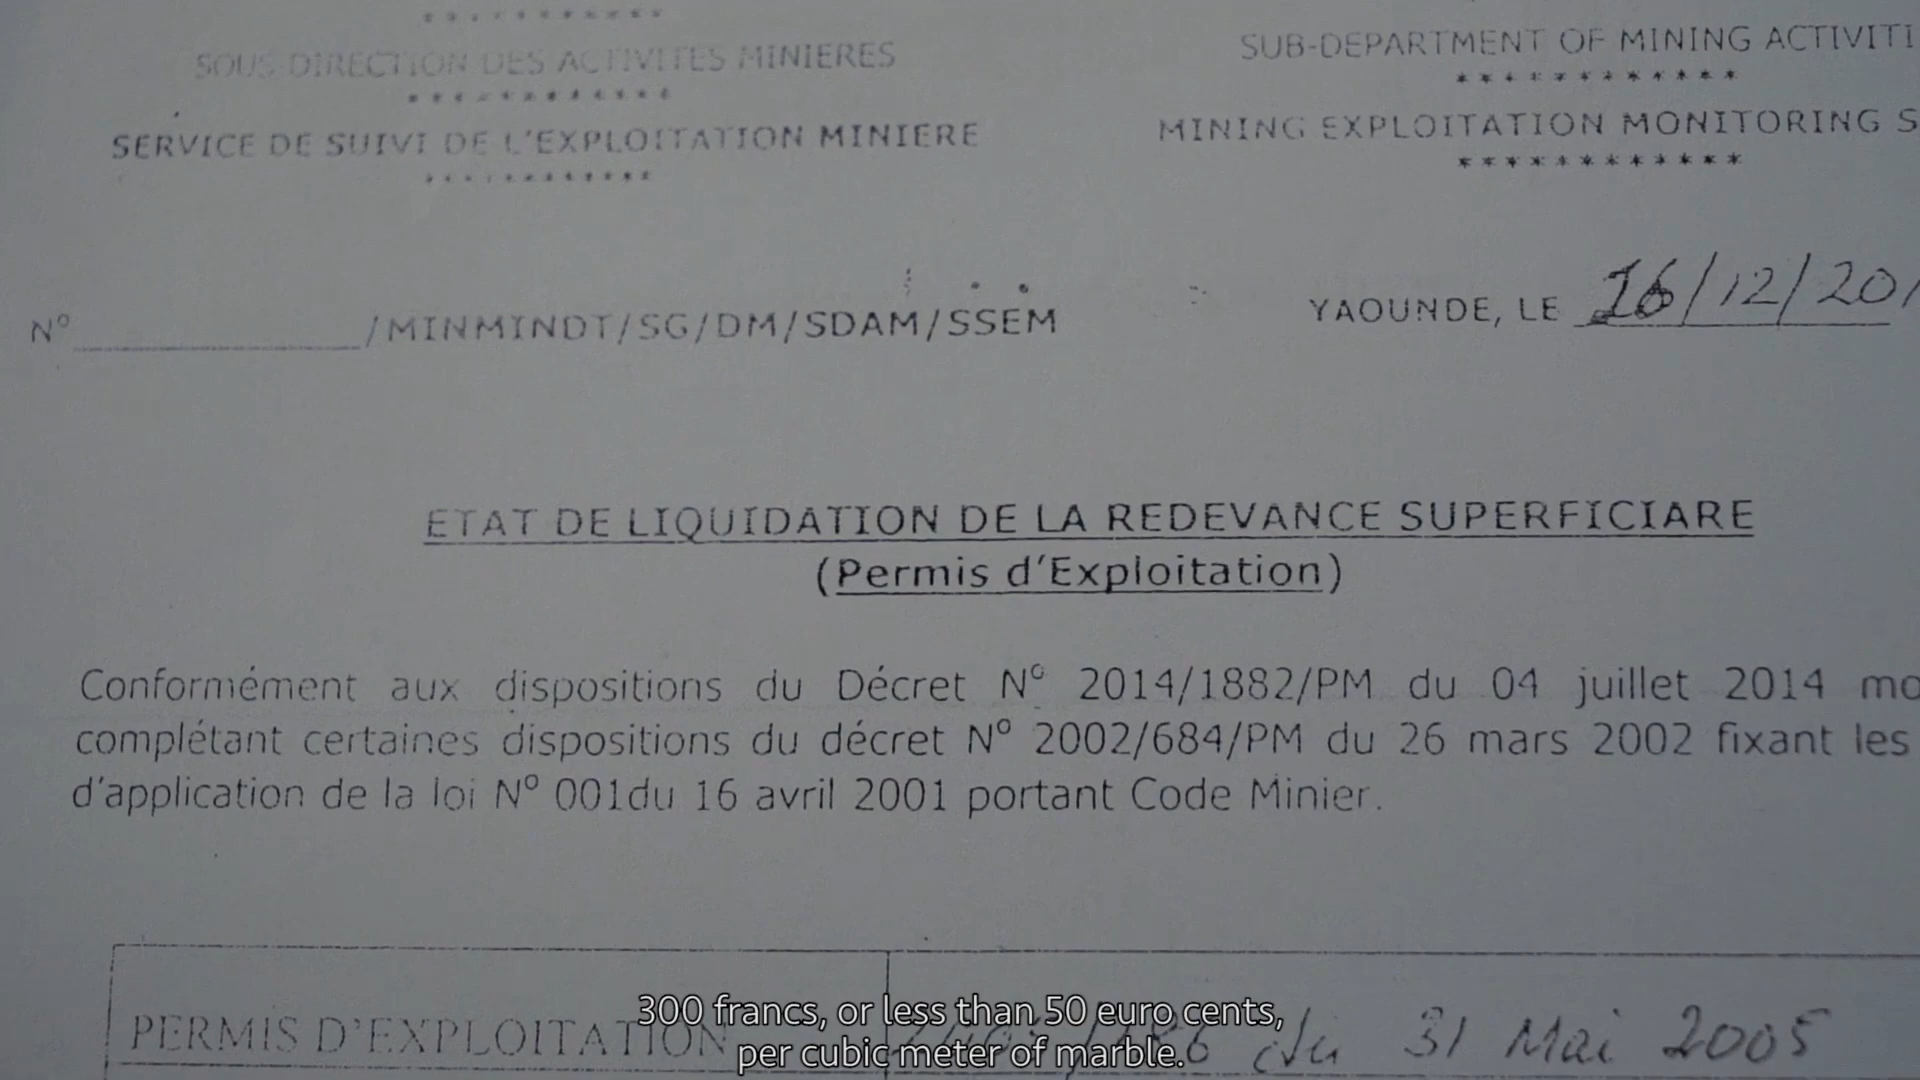 * * * * * * * * * * * *
SOUS DIRECTION DES ACTIVITES MINIERES
SUB-DEPARTMENT OF MINING ACTIVITI
* * * * * * * * * * * *
* * * * * * * * * * * *
SERVICE DE SUIVI DE L'EXPLOITATION MINIERE
MINING EXPLOITATION MONITORING S
* * * * * * * * * * * *
* * * * * * * * * * * *
N° /MINMINDT/SG/DM/SDAM/SSEM
YAOUNDE, LE 16/12/201
ETAT DE LIQUIDATION DE LA REDEVANCE SUPERFICIARE
(Permis d'Exploitation)
Conformément aux dispositions du Décret N° 2014/1882/PM du 04 juillet 2014 mo
complétant certaines dispositions du décret N° 2002/684/PM du 26 mars 2002 fixant les
d'application de la loi N° 001du 16 avril 2001 portant Code Minier.
PERMIS D'EXPLOITATION
du 31 Mai 2005
300 francs, or less than 50 euro cents,
per cubic meter of marble.